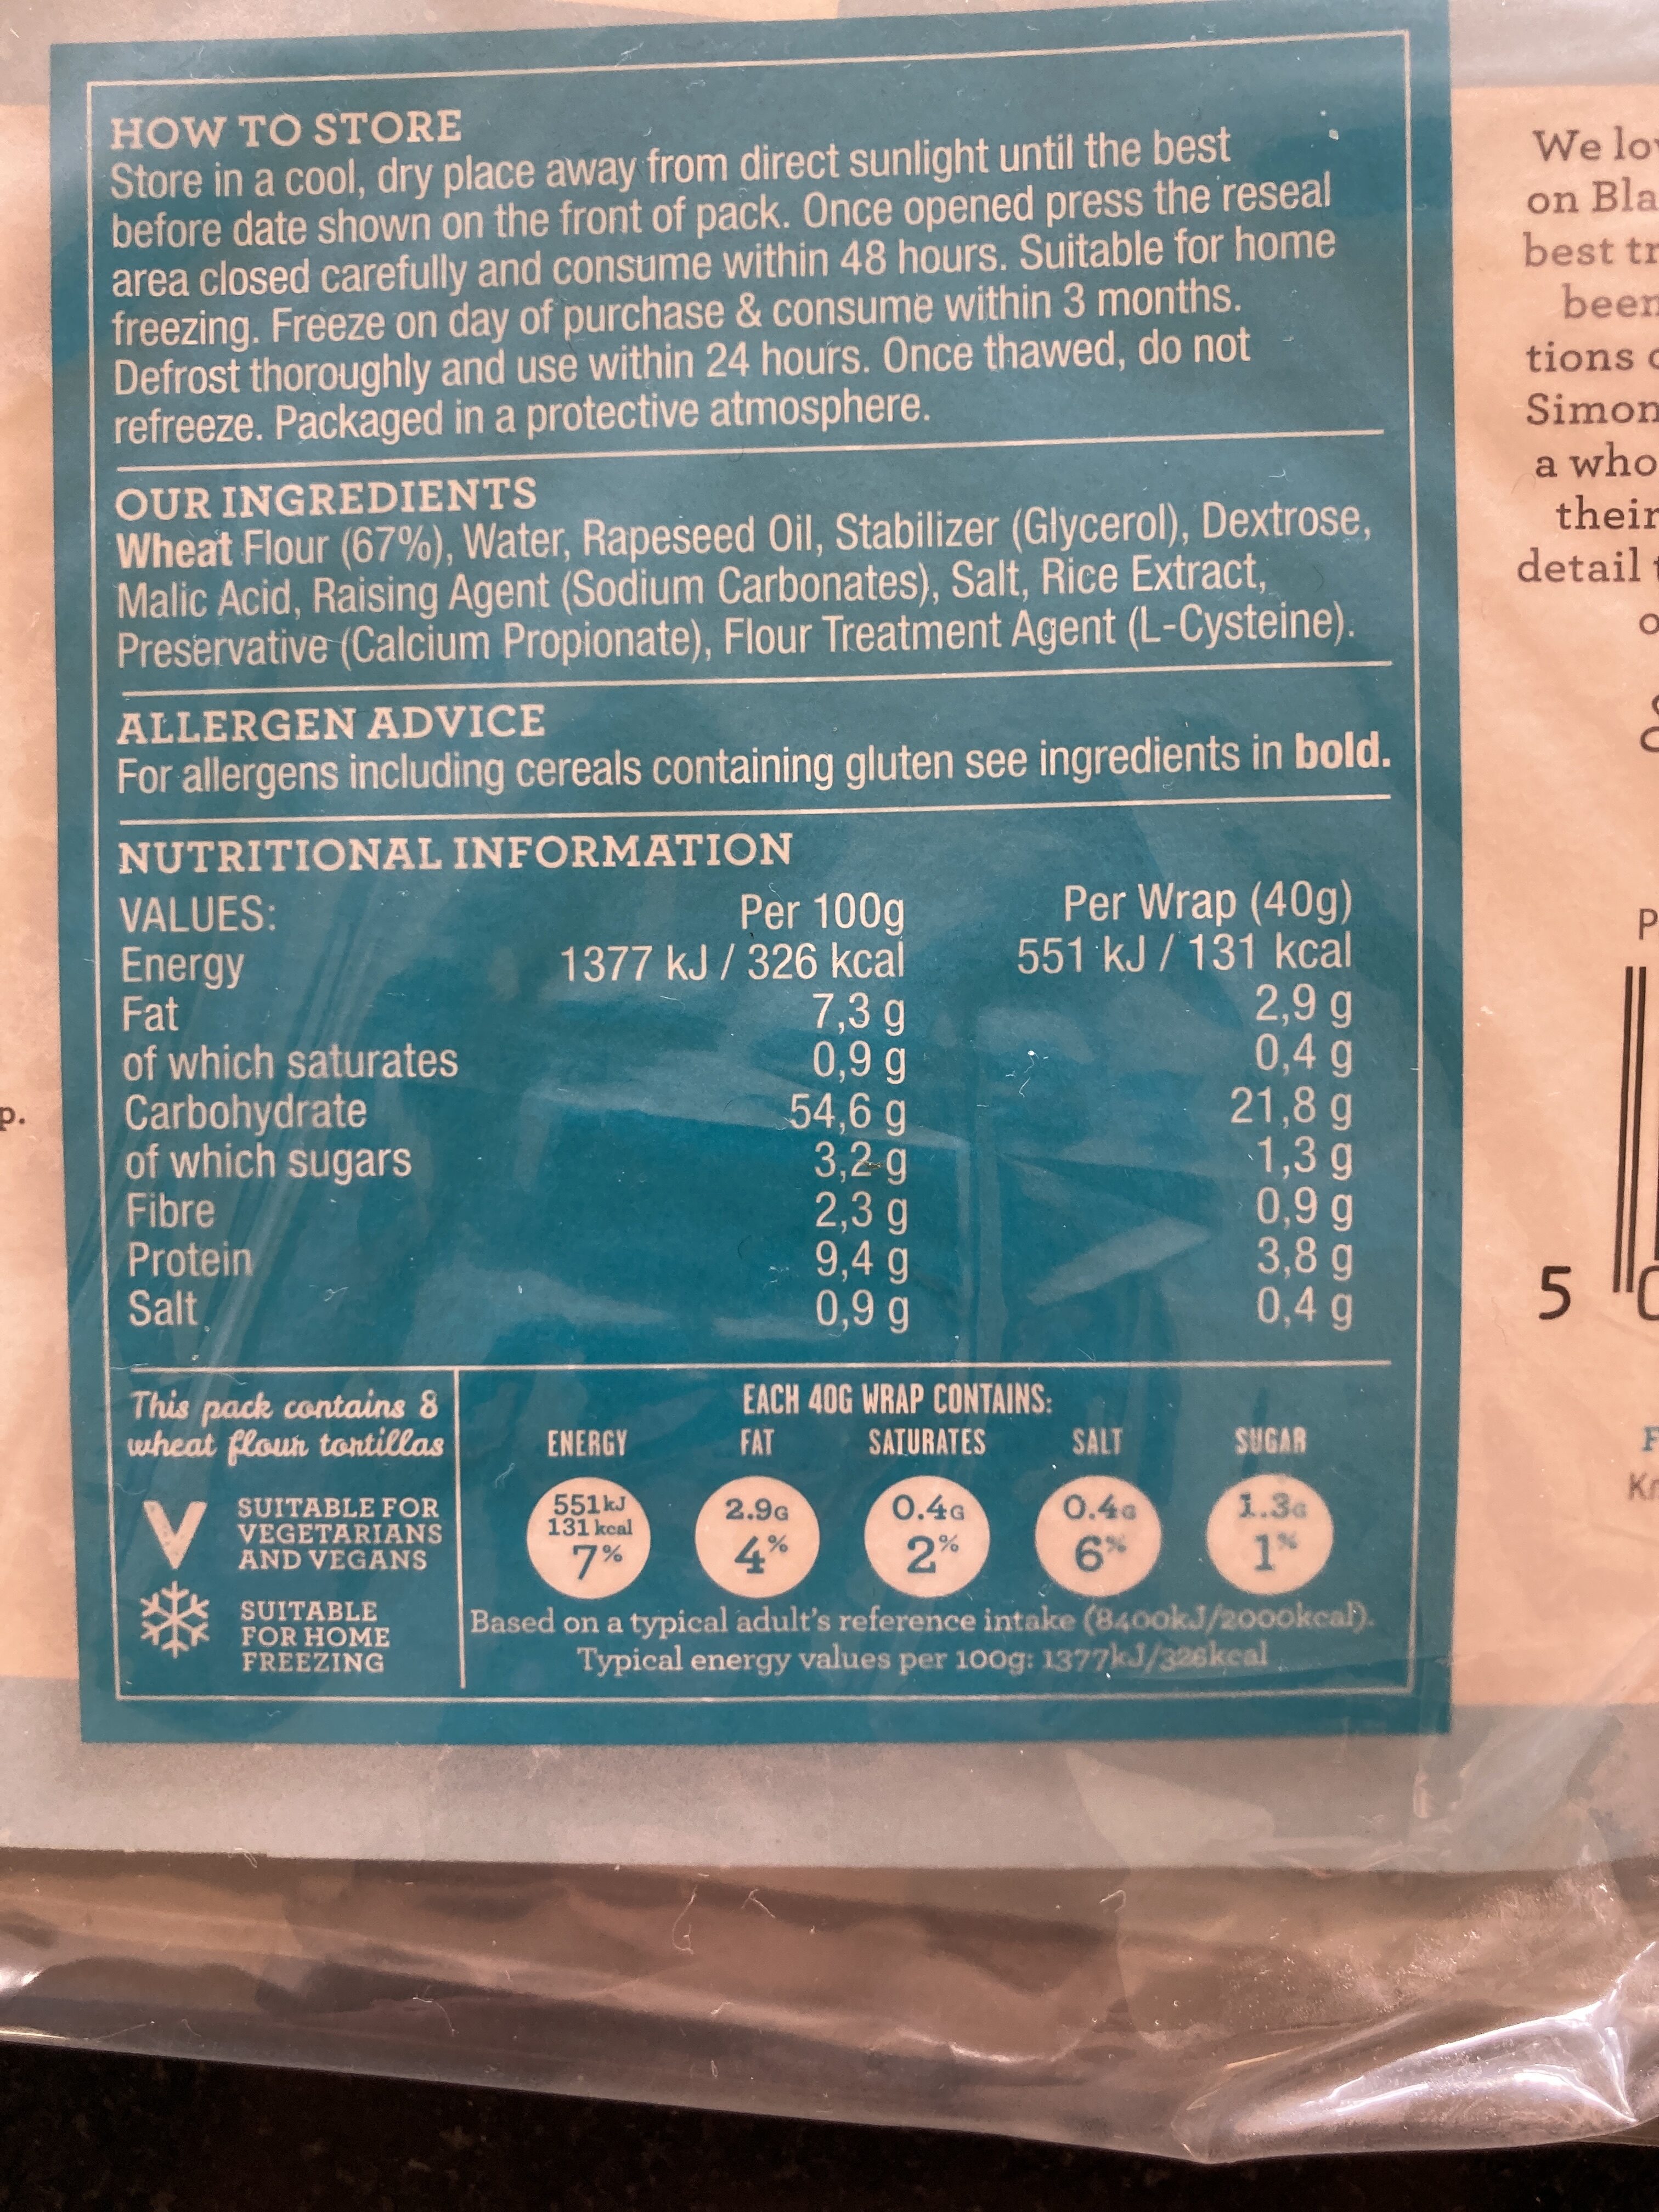 HOW TO STORE
Store in a cool, dry place away from direct sunlight until the best
before date shown on the front of pack. Once opened press the reseal
area closed carefully and consume within 48 hours. Suitable for home
freezing. Freeze on day of purchase & consume within 3 months.
Defrost thoroughly and use within 24 hours. Once thawed, do not
refreeze. Packaged in a protective atmosphere.
OUR INGREDIENTS
Wheat Flour (67%), Water, Rapeseed Oil, Stabilizer (Glycerol), Dextrose,
Malic Acid, Raising Agent (Sodium Carbonates), Salt, Rice Extract,
Preservative (Calcium Propionate), Flour Treatment Agent (L-Cysteine).
ALLERGEN ADVICE
For allergens including cereals containing gluten see ingredients in bold.
NUTRITIONAL INFORMATION
VALUES: Per 100g Per Wrap (40g)
Energy 1377 kJ / 326 kcal 551 kJ / 131 kcal
Fat 7,3 g 2,9 g
of which saturates 0,9 g 0,4 g
Carbohydrate 54,6 g 21,8 g
of which sugars 3,2 g 1,3 g
Fibre 2,3 g 0,9 g
Protein 9,4 g 3,8 g
Salt 0,9 g 0,4 g
This pack contains 8
wheat flour tortillas
SUITABLE FOR
VEGETARIANS
AND VEGANS
SUITABLE
FOR HOME
FREEZING
EACH 40G WRAP CONTAINS:
ENERGY FAT SATURATES SALT SUGAR
551kJ 2.9G 0.4G 0.4G 1.3G
131 kcal
7% 4% 2% 6% 1%
Based on a typical adult's reference intake (8400kJ/2000kcal).
Typical energy values per 100g: 1377kJ/326kcal
p.
We
on
best
been
tions
Simon
a
their
detail
5